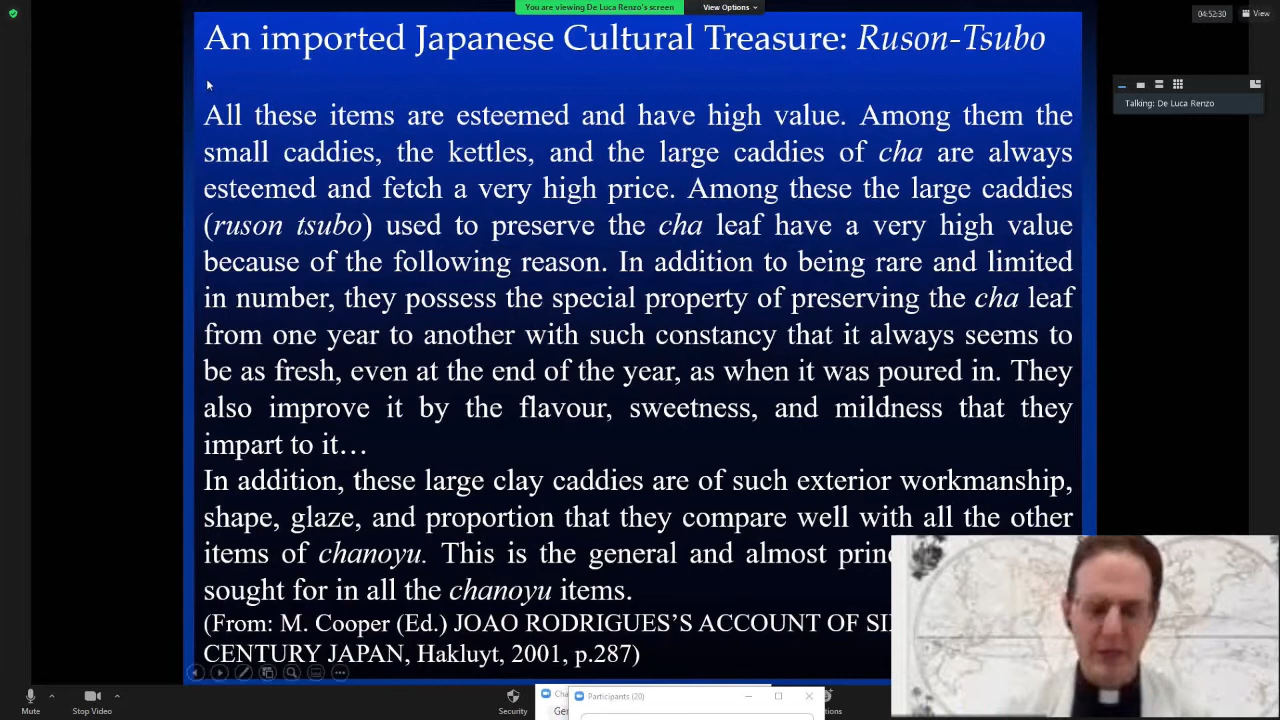 You are viewing De Luca Renzo's screen
View Options
04:52:30
View
An imported Japanese Cultural Treasure: Ruson-Tsubo
Talking: De Luca Renzo
All these items are esteemed and have high value. Among them the
small caddies, the kettles, and the large caddies of cha are always
esteemed and fetch a very high price. Among these the large caddies
(ruson tsubo) used to preserve the cha leaf have a very high value
because of the following reason. In addition to being rare and limited
in number, they possess the special property of preserving the cha leaf
from one year to another with such constancy that it always seems to
be as fresh, even at the end of the year, as when it was poured in. They
also improve it by the flavour, sweetness, and mildness that they
impart to it…
In addition, these large clay caddies are of such exterior workmanship,
shape, glaze, and proportion that they compare well with all the other
items of chanoyu. This is the general and almost
sought for in all the chanoyu items.
(From: M. Cooper (Ed.) JOAO RODRIGUES'S ACCOUNT OF
CENTURY JAPAN, Hakluyt, 2001, p.287)
Participants (20)
Mute
Stop Video
Security